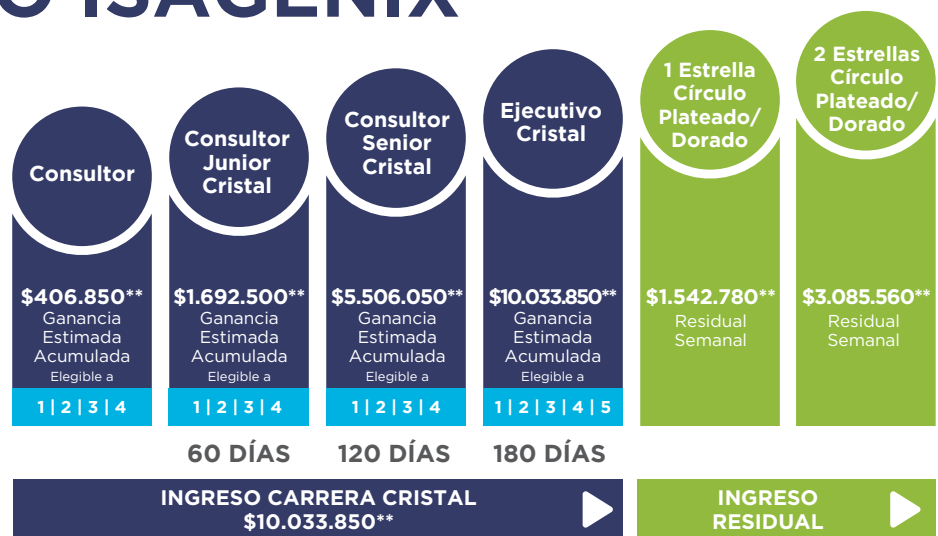 ISAGENIX
Consultor
$406.850**
Ganancia
Estimada
Acumulada
Elegible a
1 | 2 | 3 | 4
Consultor
Junior
Cristal
$1.692.500**
Ganancia
Estimada
Acumulada
Elegible a
1 | 2 | 3 | 4
60 DÍAS
Consultor
Senior
Cristal
$5.506.050**
Ganancia
Estimada
Acumulada
Elegible a
1 | 2 | 3 | 4
120 DÍAS
Ejecutivo
Cristal
$10.033.850**
Ganancia
Estimada
Acumulada
Elegible a
1 | 2 | 3 | 4 | 5
180 DÍAS
1 Estrella
Círculo
Plateado/
Dorado
$1.542.780**
Residual
Semanal
2 Estrellas
Círculo
Plateado/
Dorado
$3.085.560**
Residual
Semanal
INGRESO CARRERA CRISTAL
$10.033.850**
INGRESO
RESIDUAL